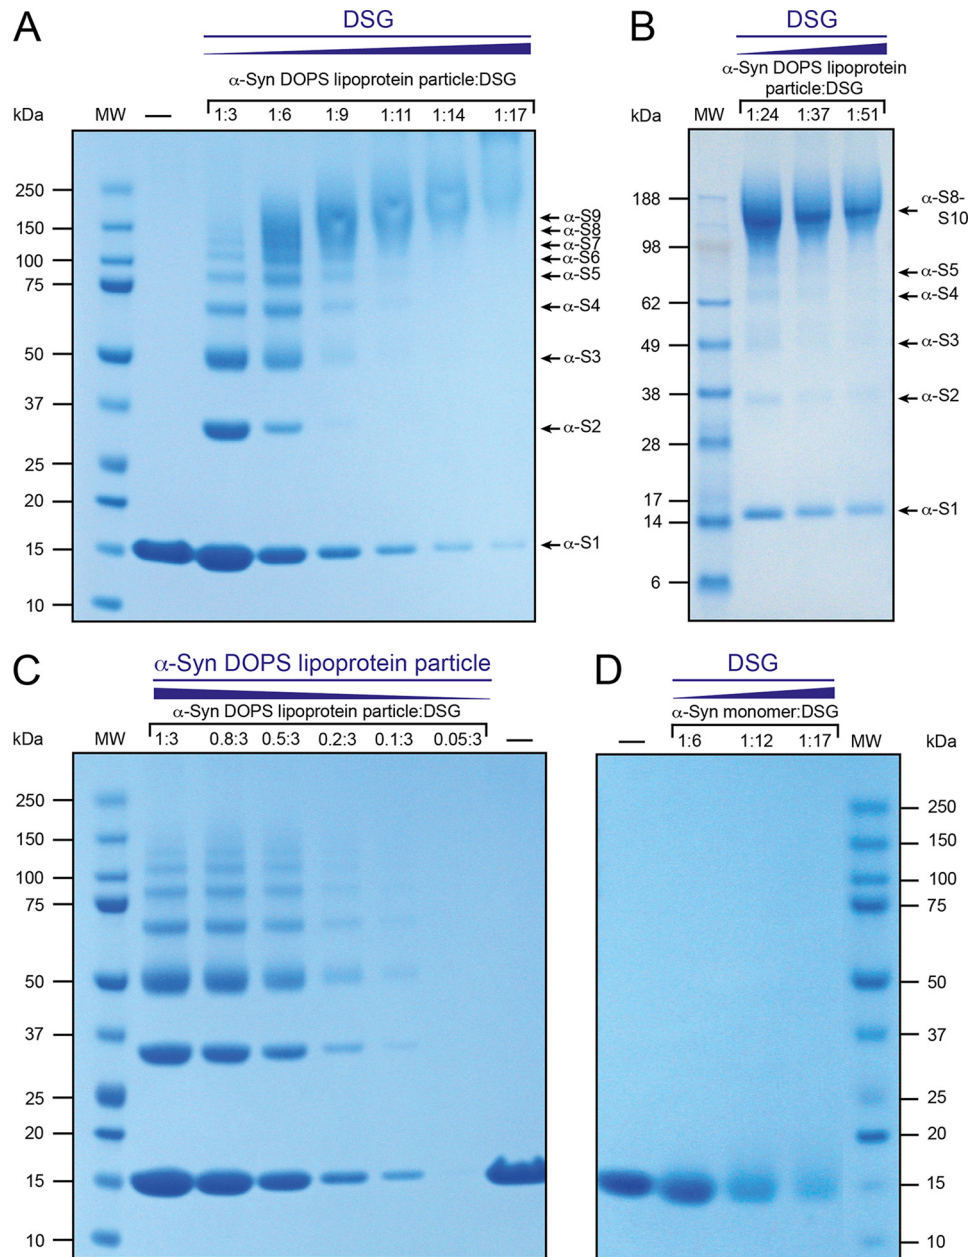 A
DSG
α-Syn DOPS lipoprotein particle:DSG
kDa MW — 1:3 1:6 1:9 1:11 1:14 1:17
250
150
100
75
50
37
25
20
15
10
α-S9
α-S8
α-S7
α-S6
α-S5
α-S4
α-S3
α-S2
α-S1
B
DSG
α-Syn DOPS lipoprotein
particle:DSG
kDa MW 1:24 1:37 1:51
188
98
62
49
38
28
17
14
6
α-S8-
S10
α-S5
α-S4
α-S3
α-S2
α-S1
C
α-Syn DOPS lipoprotein particle
α-Syn DOPS lipoprotein particle:DSG
kDa MW 1:3 0.8:3 0.5:3 0.2:3 0.1:3 0.05:3 —
250
150
100
75
50
37
25
20
15
10
D
DSG
α-Syn monomer:DSG
— 1:6 1:12 1:17 MW kDa
250
150
100
75
50
37
25
20
15
10